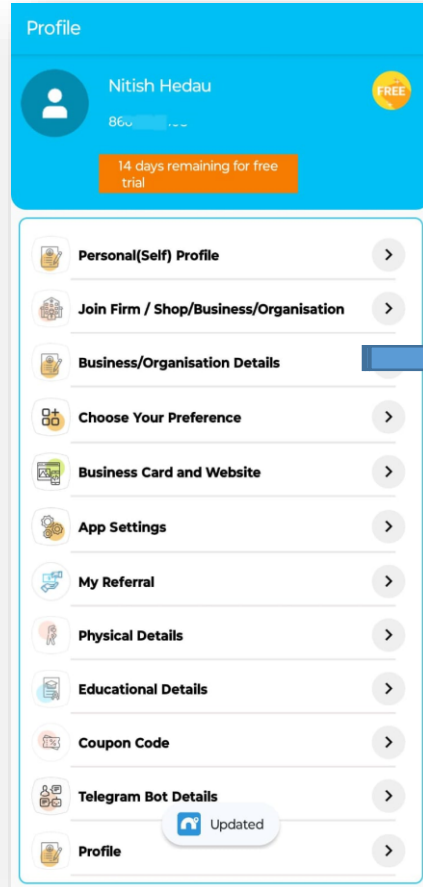 Profile
Nitish Hedau
FREE
14 days remaining for free
trial
Personal(Self) Profile
Join Firm / Shop/Business/Organisation
Business/Organisation Details
Choose Your Preference
Business Card and Website
App Settings
My Referral
Physical Details
Educational Details
Coupon Code
Telegram Bot Details
Updated
Profile